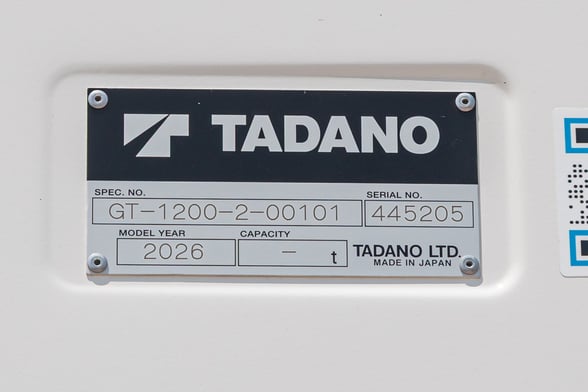 TADANO
SPEC. NO. SERIAL NO.
GT-1200-2-00101 445205
MODEL YEAR CAPACITY
2026 - t TADANO LTD.
MADE IN JAPAN